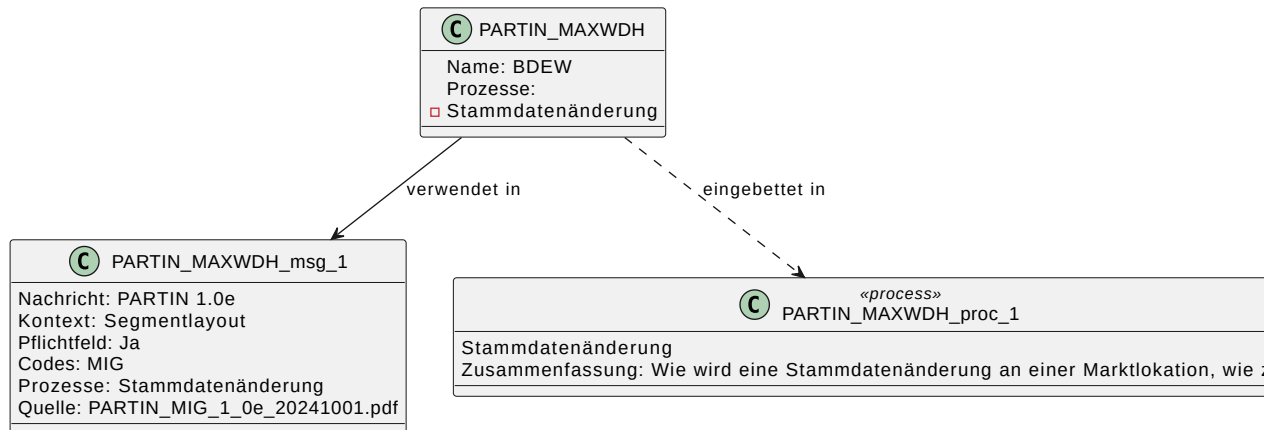 C PARTIN_MAXWDH
Name: BDEW
Prozesse:
Stammdatenänderung
verwendet in
eingebettet in
C PARTIN_MAXWDH_msg_1
Nachricht: PARTIN 1.0e
Kontext: Segmentlayout
Pflichtfeld: Ja
Codes: MIG
Prozesse: Stammdatenänderung
Quelle: PARTIN_MIG_1_0e_20241001.pdf
«process»
C PARTIN_MAXWDH_proc_1
Stammdatenänderung
Zusammenfassung: Wie wird eine Stammdatenänderung an einer Marktlokation, wie